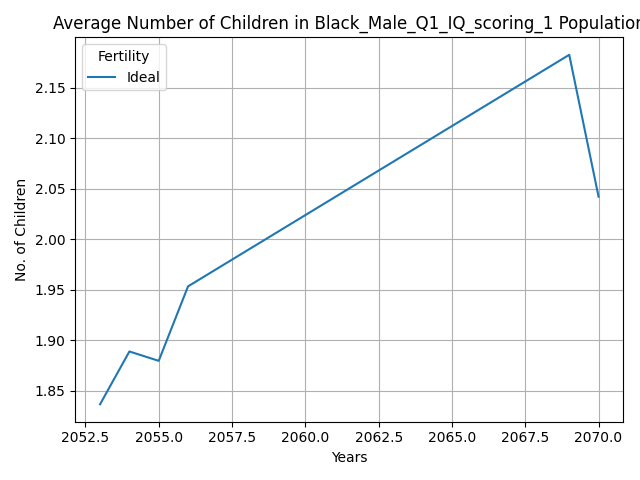 Average Number of Children in Black_Male_Q1_IQ_scoring_1 Population
Fertility
Ideal
2.15
2.10
2.05
2.00
1.95
1.90
1.85
No. of Children
2052.5 2055.0 2057.5 2060.0 2062.5 2065.0 2067.5 2070.0
Years